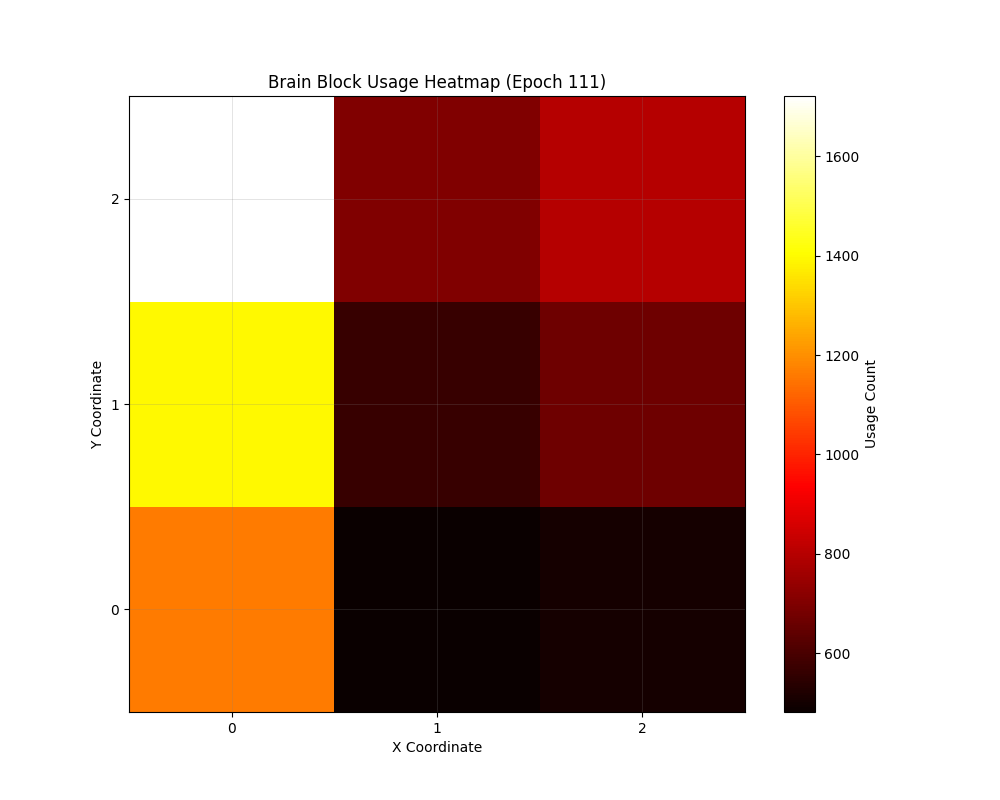 Brain Block Usage Heatmap (Epoch 111)
2
1
0
Y Coordinate
0 1 2
X Coordinate
1600
1400
1200
1000
800
600
Usage Count